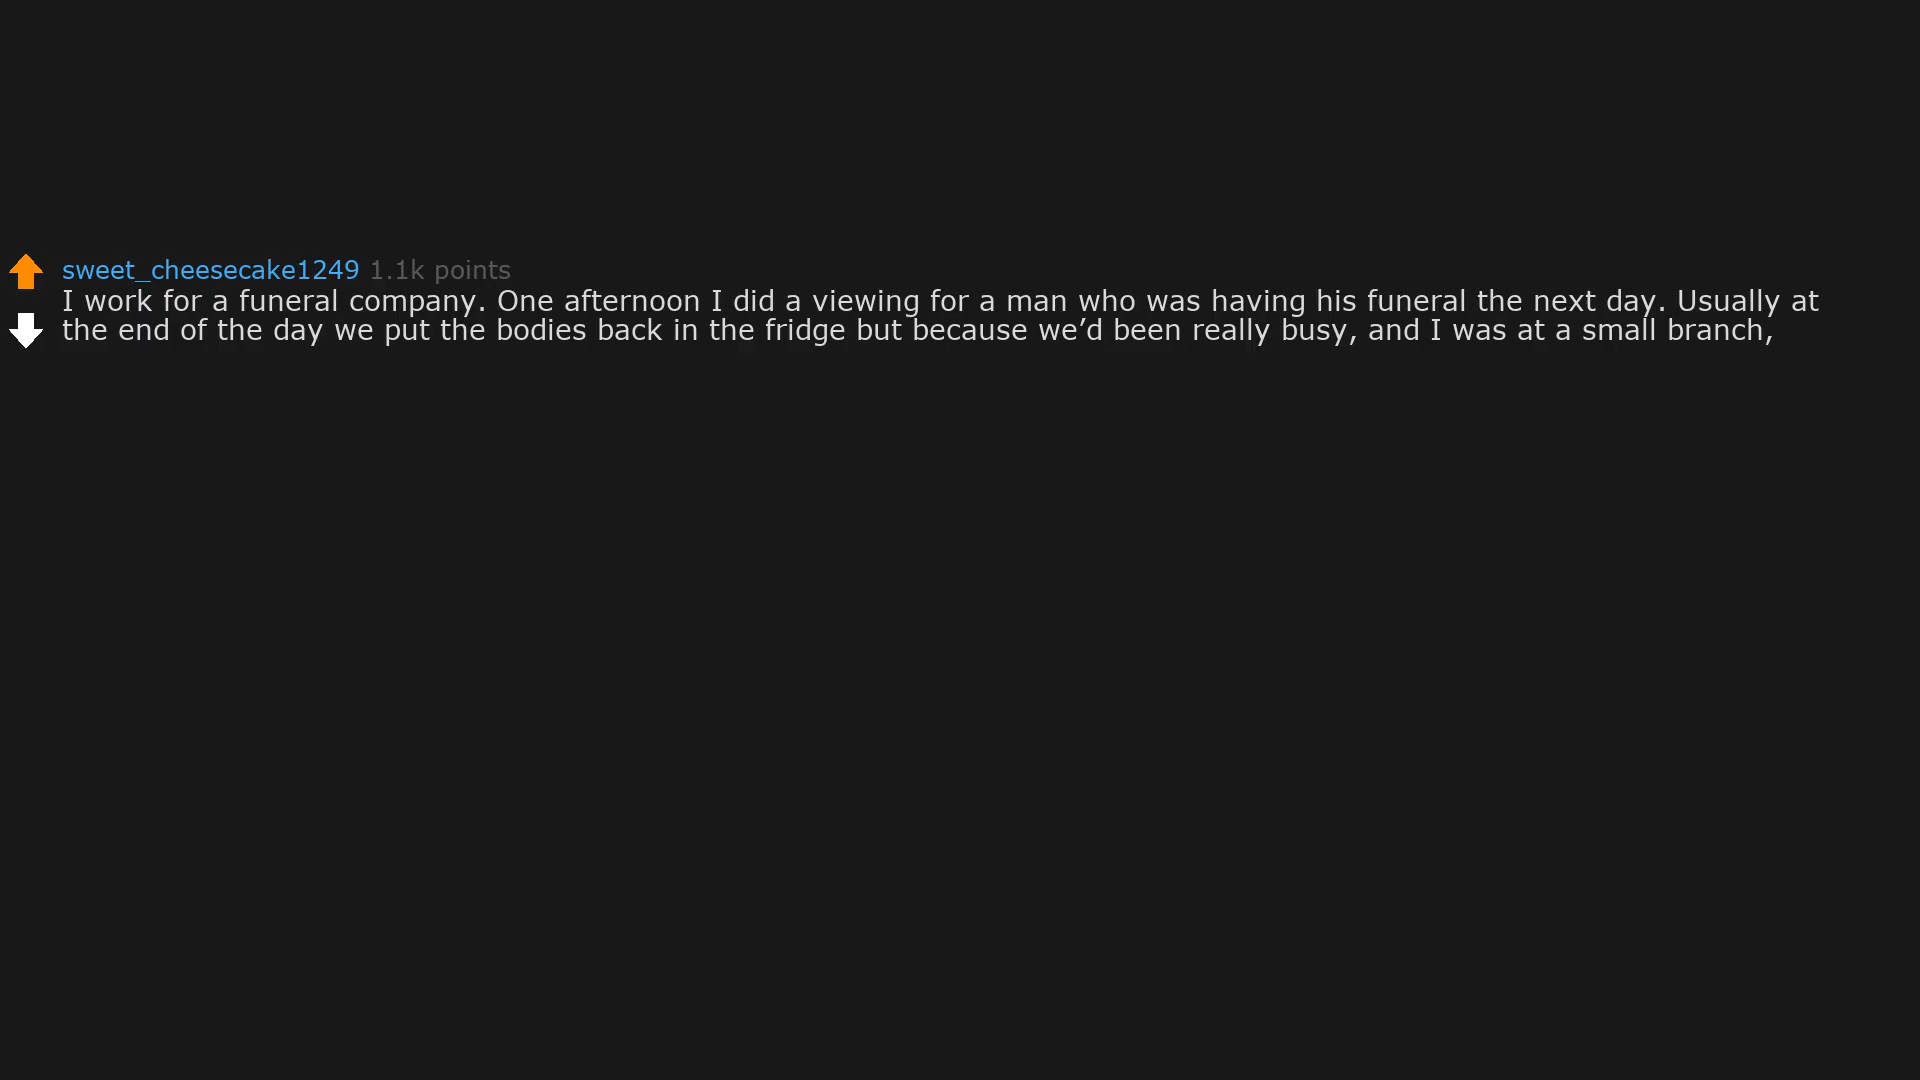 sweet_cheesecake1249 1.1k points
I work for a funeral company. One afternoon I did a viewing for a man who was having his funeral the next day. Usually at
the end of the day we put the bodies back in the fridge but because we’d been really busy, and I was at a small branch,